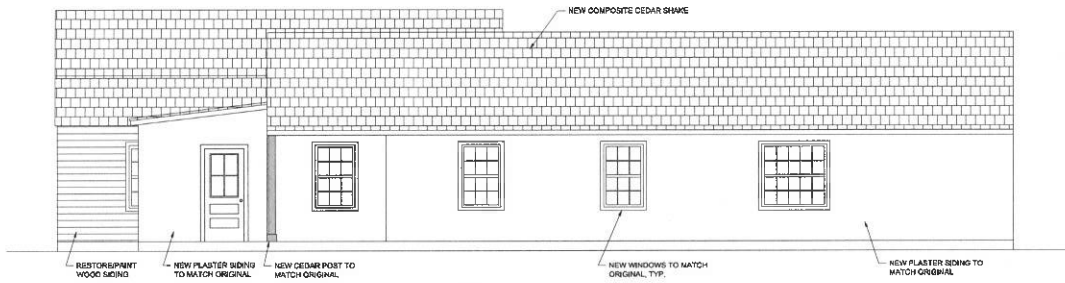 NEW COMPOSITE CEDAR SHAKE
RESTORE/PAINT
WOOD SIDING
NEW PLASTER SIDING
TO MATCH ORIGINAL
NEW CEDAR POST TO
MATCH ORIGINAL
NEW WINDOWS TO MATCH
ORIGINAL, TYP.
NEW PLASTER SIDING TO
MATCH ORIGINAL